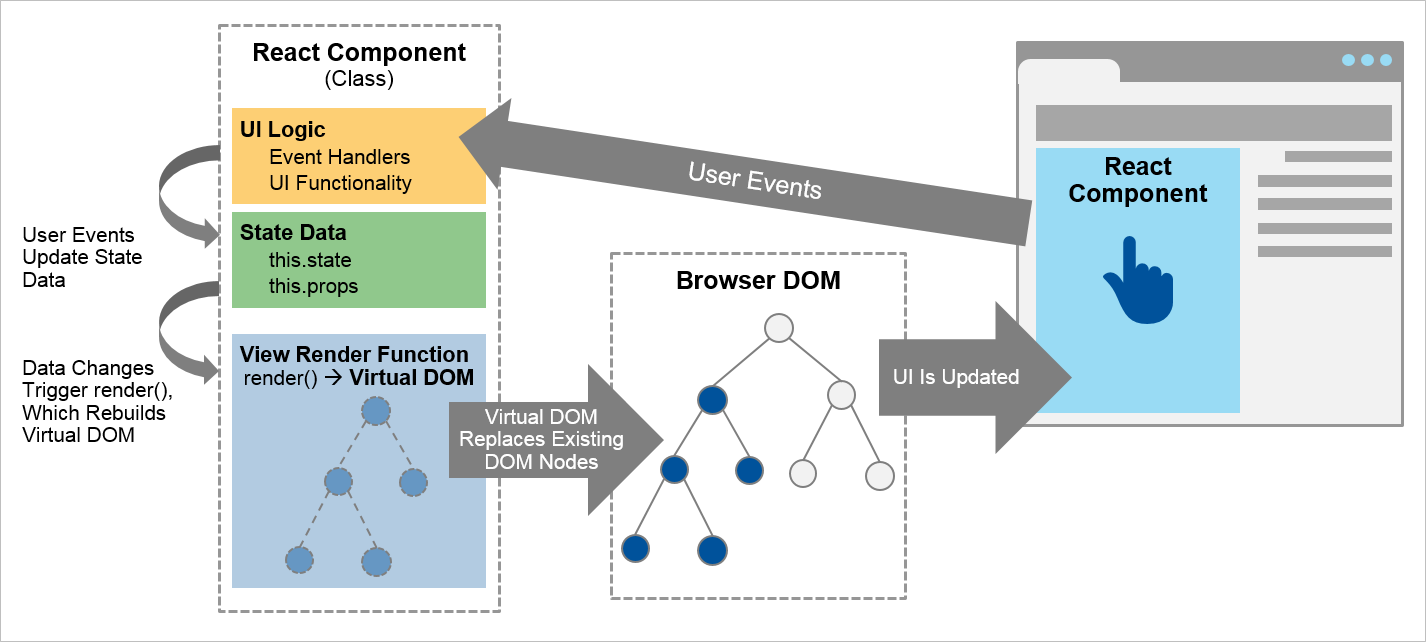 React Component
(Class)
UI Logic
Event Handlers
UI Functionality
State Data
this.state
this.props
View Render Function
render() → Virtual DOM
User Events
Update State
Data
Data Changes
Trigger render(),
Which Rebuilds
Virtual DOM
Virtual DOM
Replaces Existing
DOM Nodes
Browser DOM
UI Is Updated
User Events
React
Component